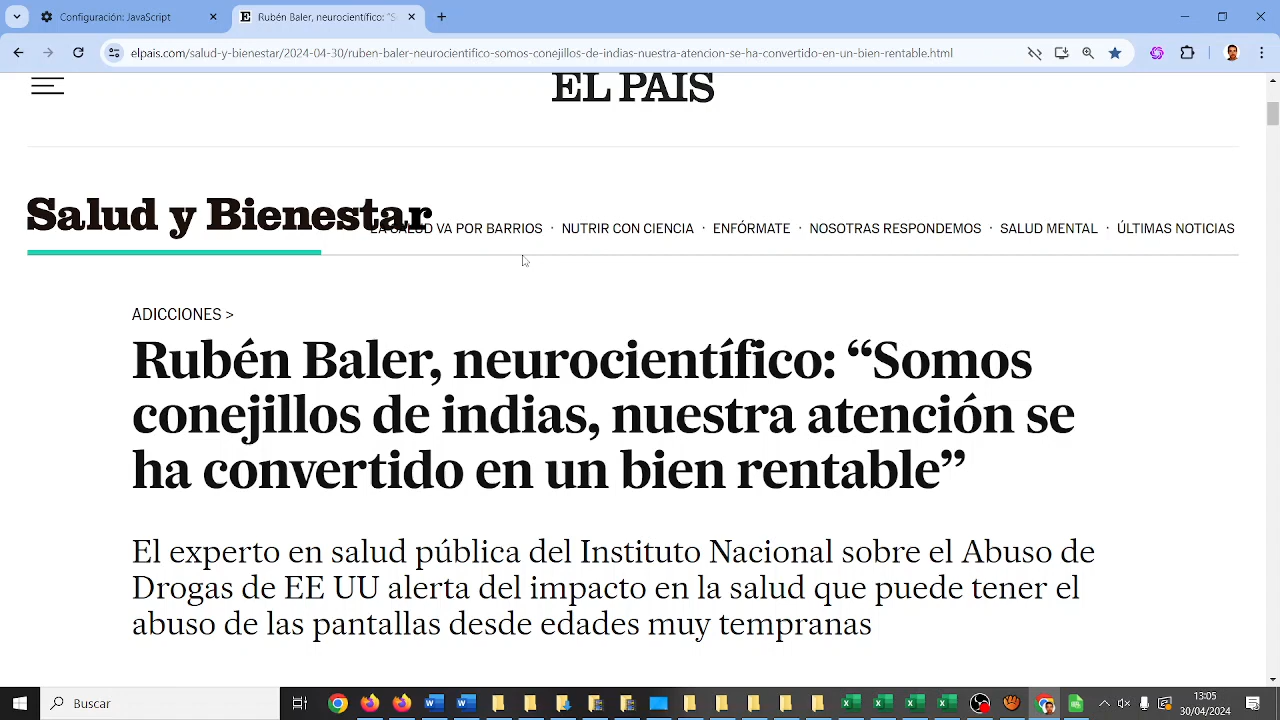 Configuración: JavaScript
Rubén Baler, neurocientífico: “S
elpais.com/salud-y-bienestar/2024-04-30/ruben-baler-neurocientifico-somos-conejillos-de-indias-nuestra-atencion-se-ha-convertido-en-un-bien-rentable.html
EL PAIS
Salud y Bienestar
LA SALUD VA POR BARRIOS · NUTRIR CON CIENCIA · ENFÓRMATE · NOSOTRAS RESPONDEMOS · SALUD MENTAL · ÚLTIMAS NOTICIAS
ADICCIONES >
Rubén Baler, neurocientífico: “Somos
conejillos de indias, nuestra atención se
ha convertido en un bien rentable”
El experto en salud pública del Instituto Nacional sobre el Abuso de
Drogas de EE UU alerta del impacto en la salud que puede tener el
abuso de las pantallas desde edades muy tempranas
Buscar
13:05
30/04/2024